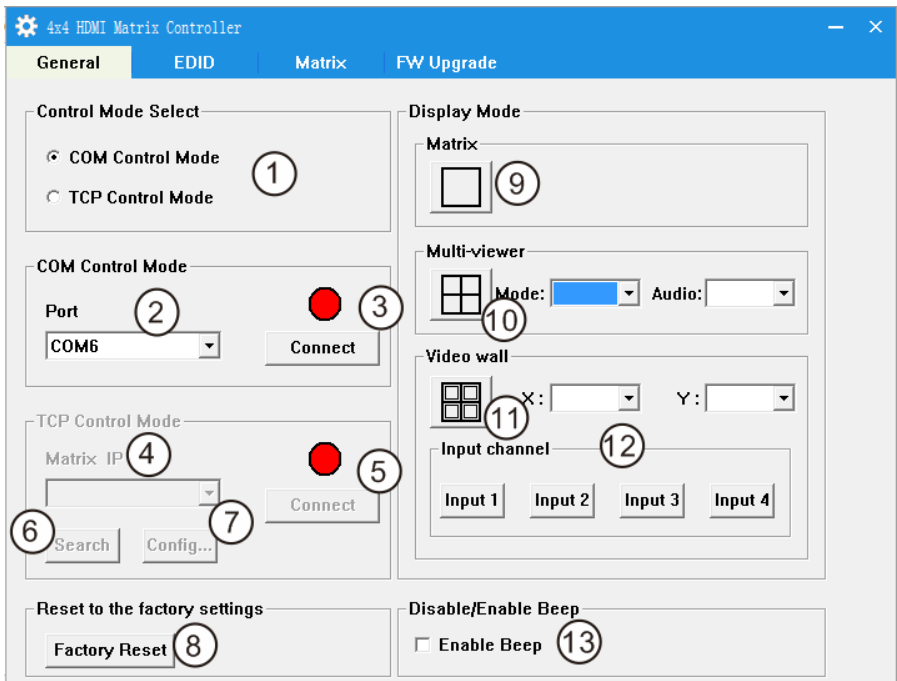 4x4 HDMI Matrix Controller
General EDID Matrix FW Upgrade
Control Mode Select
COM Control Mode
TCP Control Mode
1
COM Control Mode
Port
2
3
COM6
Connect
TCP Control Mode
Matrix IP
4
5
Connect
6
7
Search
Config...
Reset to the factory settings
Factory Reset
8
Display Mode
Matrix
9
Multi-viewer
Mode:
Audio:
10
Video wall
X:
Y:
11
Input channel
12
Input 1 Input 2 Input 3 Input 4
Disable/Enable Beep
Enable Beep
13